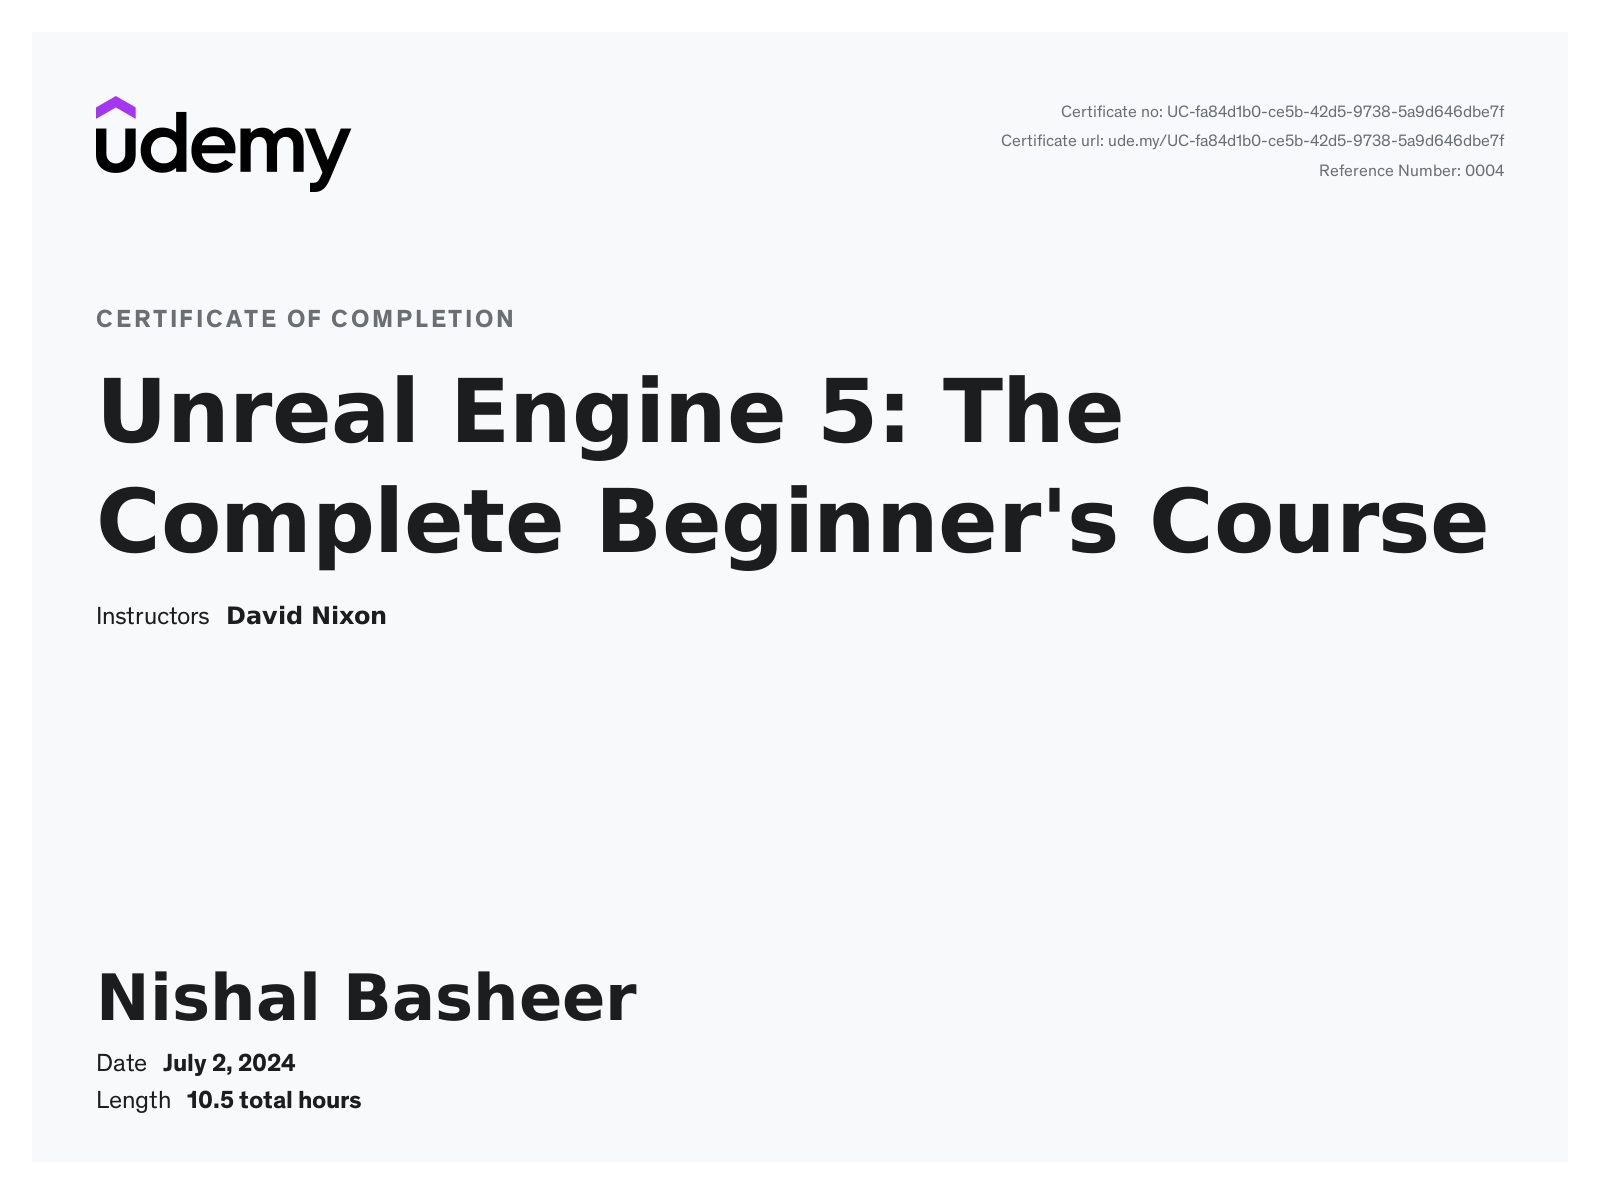 udemy
Certificate no: UC-fa84d1b0-ce5b-42d5-9738-5a9d646dbe7f
Certificate url: ude.my/UC-fa84d1b0-ce5b-42d5-9738-5a9d646dbe7f
Reference Number: 0004
CERTIFICATE OF COMPLETION
Unreal Engine 5: The
Complete Beginner's Course
Instructors David Nixon
Nishal Basheer
Date July 2, 2024
Length 10.5 total hours